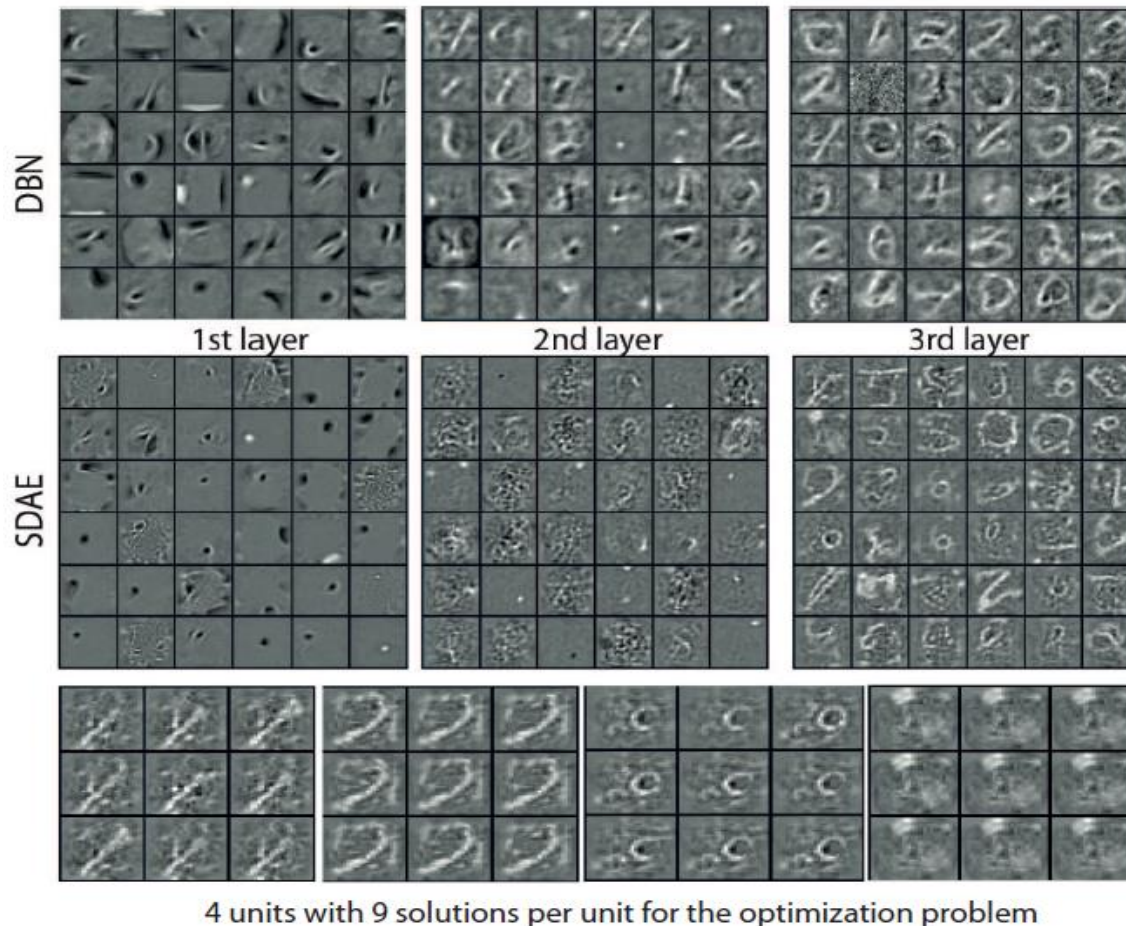 DBN
1st layer
2nd layer
3rd layer
SDAE
4 units with 9 solutions per unit for the optimization problem